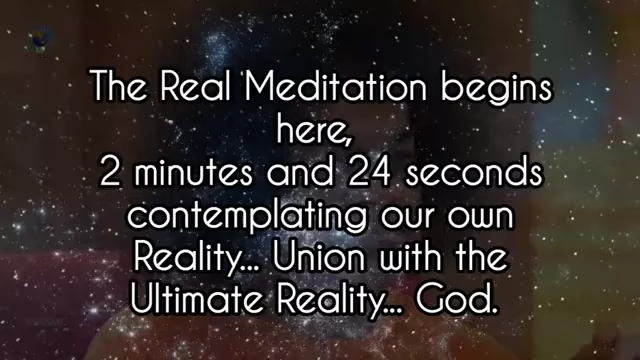 The Real Meditation begins
here,
2 minutes and 24 seconds
contemplating our own
Reality... Union with the
Ultimate Reality... God.